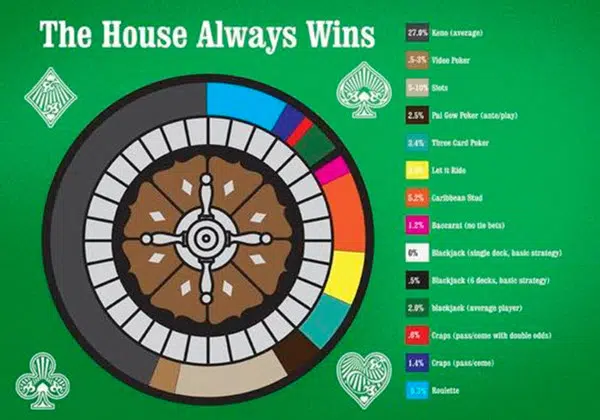 The House Always Wins
27.0% Keno (average)
.5-3% Video Poker
5-10% Slots
2.5% Pai Gow Poker (ante/play)
3.4% Three Card Poker
Let it Ride
5.2% Caribbean Stud
1.2% Baccarat (no tie bets)
0% Blackjack (single deck, basic strategy)
.5% Blackjack (6 decks, basic strategy)
2.0% blackjack (average player)
.6% Craps (pass/come with double odds)
1.4% Craps (pass/come)
5.3% Roulette